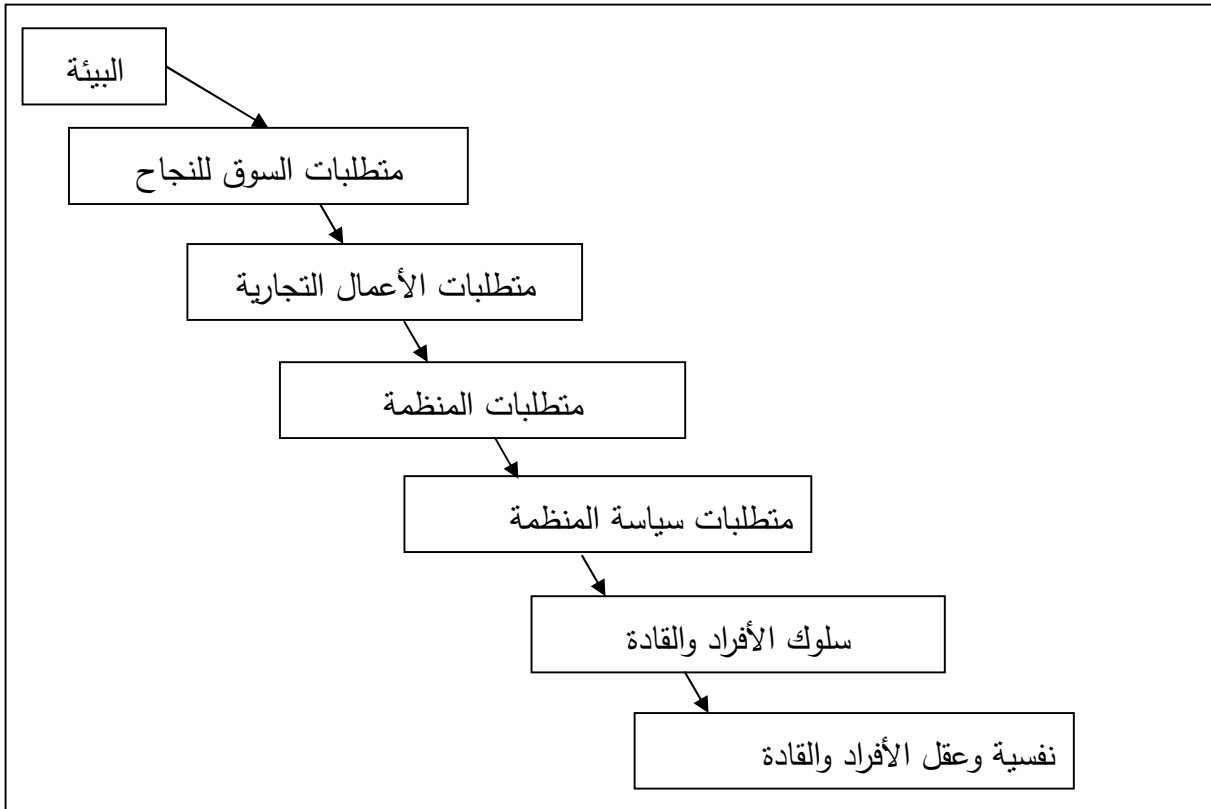 البيئة
متطلبات السوق للنجاح
متطلبات الأعمال التجارية
متطلبات المنظمة
متطلبات سياسة المنظمة
سلوك الأفراد والقادة
نفسية وعقل الأفراد والقادة